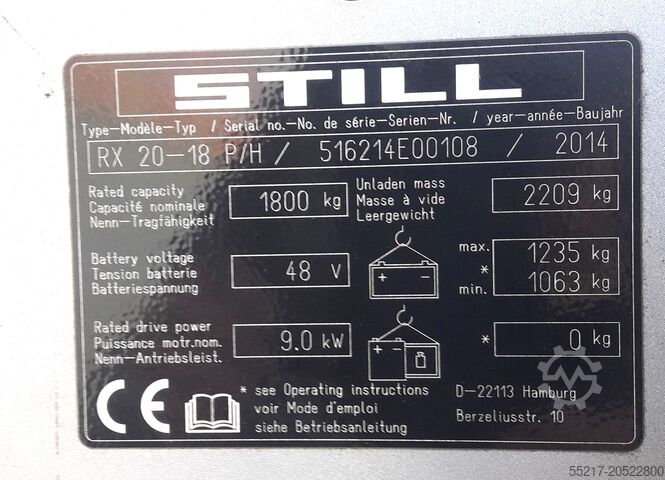 STILL
Type-Modèle-Typ / Serial no.-No. de série-Serien-Nr. / year-année-Baujahr
RX 20-18 P/H / 516214E00108 / 2014
Rated capacity
Capacité nominale
Nenn-Tragfähigkeit
1800 kg
Unladen mass
Masse à vide
Leergewicht
2209 kg
Battery voltage
Tension batterie
Batteriespannung
48 V
+ -
max. 1235 kg
*
min. 1063 kg
Rated drive power
Puissance motr.nom.
Nenn-Antriebsleist.
9.0 kW
+ -
* 0 kg
CE
* see Operating instructions
voir Mode d'emploi
siehe Betriebsanleitung
D-22113 Hamburg
Berzeliusstr. 10
55217-20522800